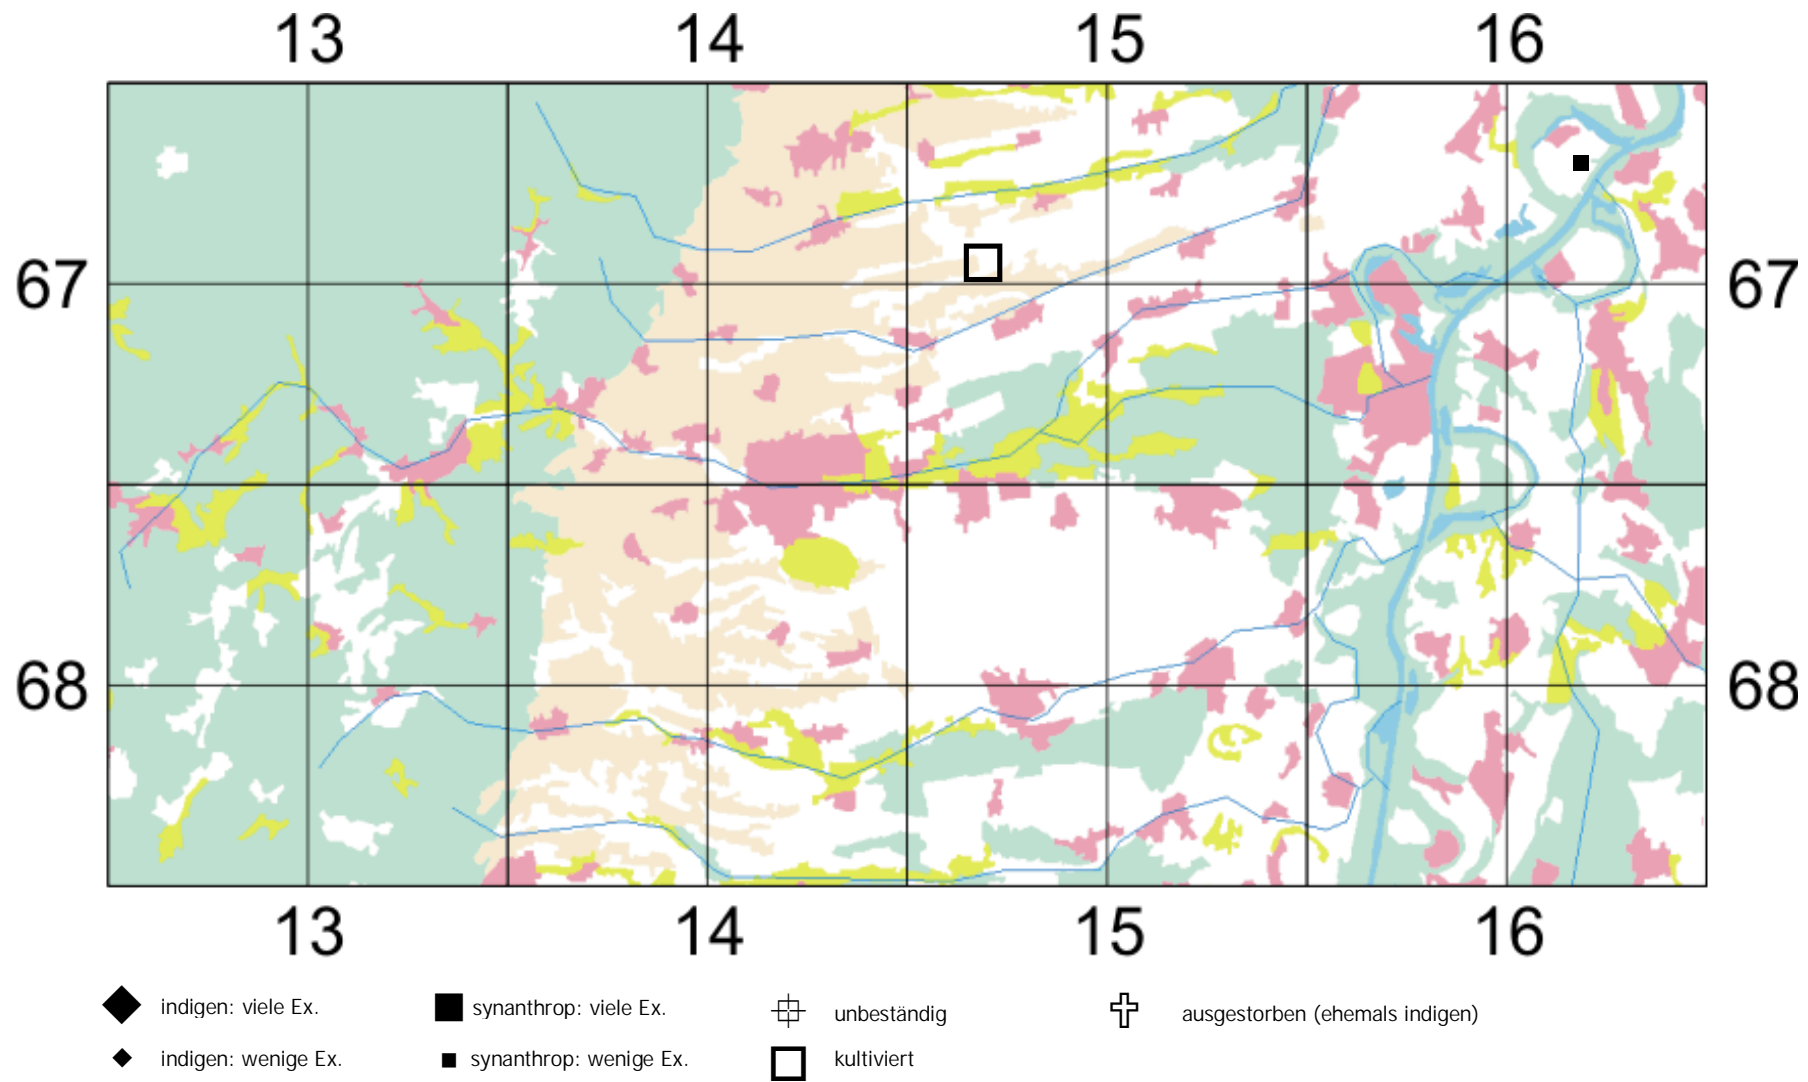 13 14 15 16
67 67
68 68
13 14 15 16
indigen: viele Ex. synanthrop: viele Ex. unbeständig ausgestorben (ehemals indigen)
indigen: wenige Ex. synanthrop: wenige Ex. kultiviert